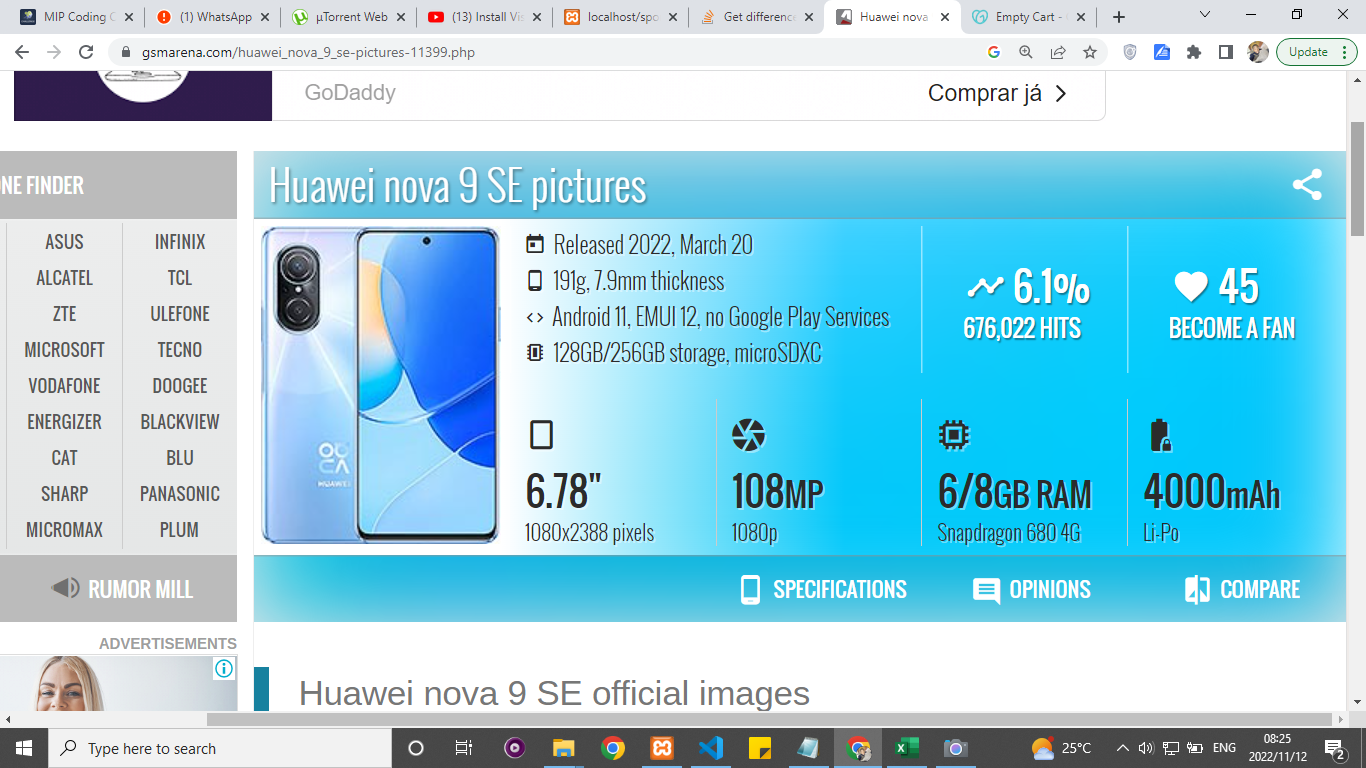 MIP Coding C
(1) WhatsApp
µTorrent Web
(13) Install Vis
localhost/spo
Get difference
Huawei nova
Empty Cart -
gsmarena.com/huawei_nova_9_se-pictures-11399.php
Update
GoDaddy
Comprar já
ONE FINDER
ASUS INFINIX
ALCATEL TCL
ZTE ULEFONE
MICROSOFT TECNO
VODAFONE DOOGEE
ENERGIZER BLACKVIEW
CAT BLU
SHARP PANASONIC
MICROMAX PLUM
RUMOR MILL
ADVERTISEMENTS
Huawei nova 9 SE pictures
HUAWEI
Released 2022, March 20
191g, 7.9mm thickness
Android 11, EMUI 12, no Google Play Services
128GB/256GB storage, microSDXC
6.1%
676,022 HITS
45
BECOME A FAN
6.78"
1080x2388 pixels
108MP
1080p
6/8GB RAM
Snapdragon 680 4G
4000mAh
Li-Po
SPECIFICATIONS
OPINIONS
COMPARE
Huawei nova 9 SE official images
Type here to search
25°C
ENG
08:25
2022/11/12
2